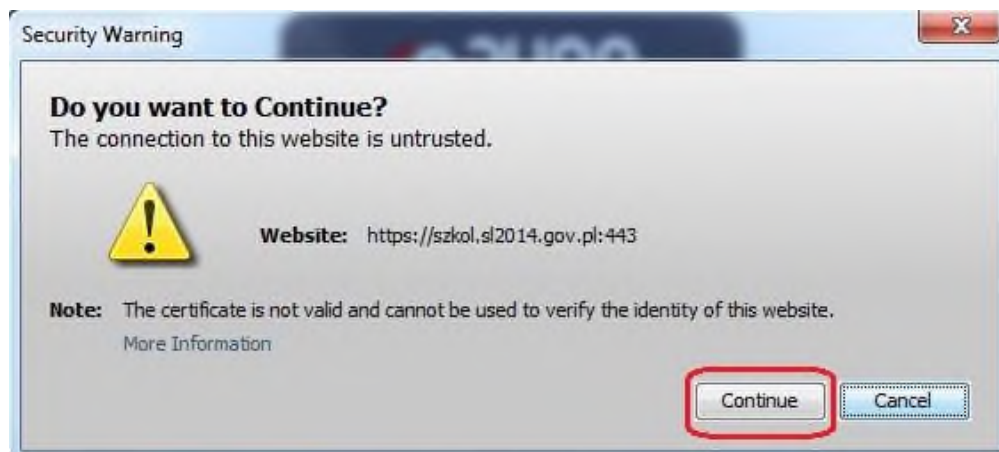 Security Warning
Do you want to Continue?
The connection to this website is untrusted.
Website: https://szkol.sl2014.gov.pl:443
Note: The certificate is not valid and cannot be used to verify the identity of this website.
More Information
Continue Cancel